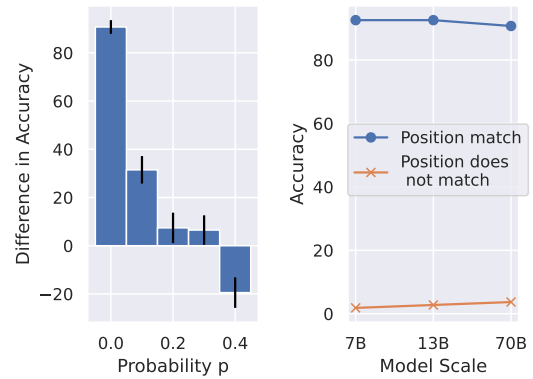 Difference in Accuracy
80
60
40
20
0
−20
0.0 0.2 0.4
Probability p
Accuracy
80
60
40
20
0
Position match
Position does
not match
7B 13B 70B
Model Scale